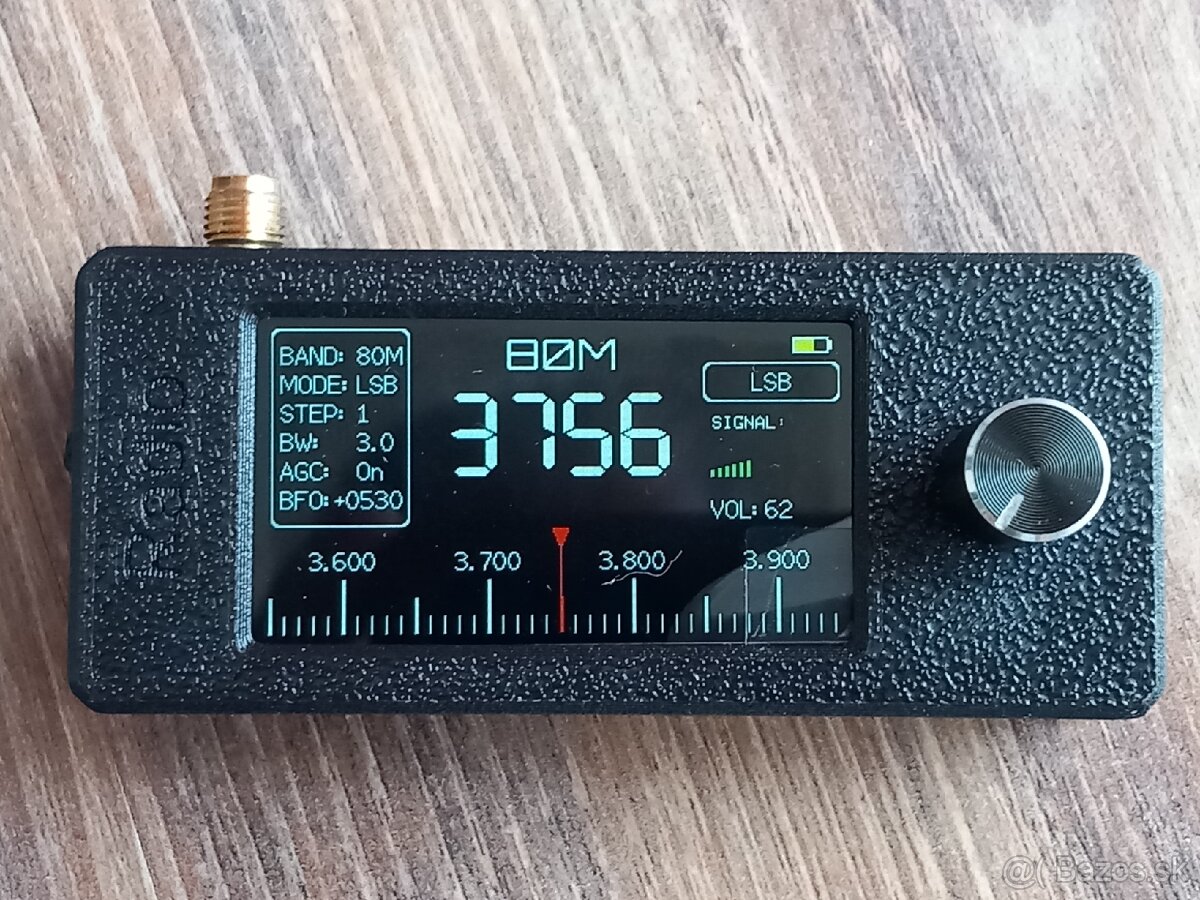 Radio
BAND: 80M
MODE: LSB
STEP: 1
BW: 3.0
AGC: On
BFO: +0530
80M
3756
LSB
SIGNAL:
VOL: 62
3.600 3.700 3.800 3.900
@(- Bazos.sk